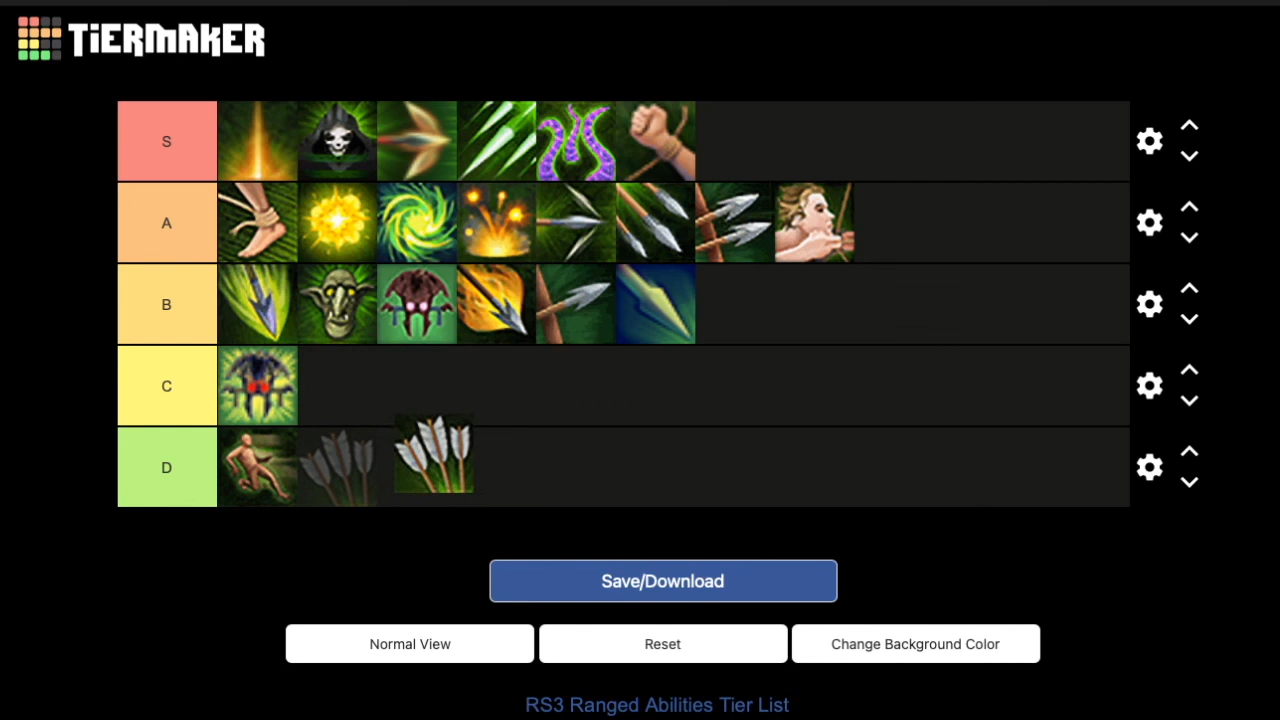 TiERMAKER
S
A
B
C
D
Save/Download
Normal View
Reset
Change Background Color
RS3 Ranged Abilities Tier List